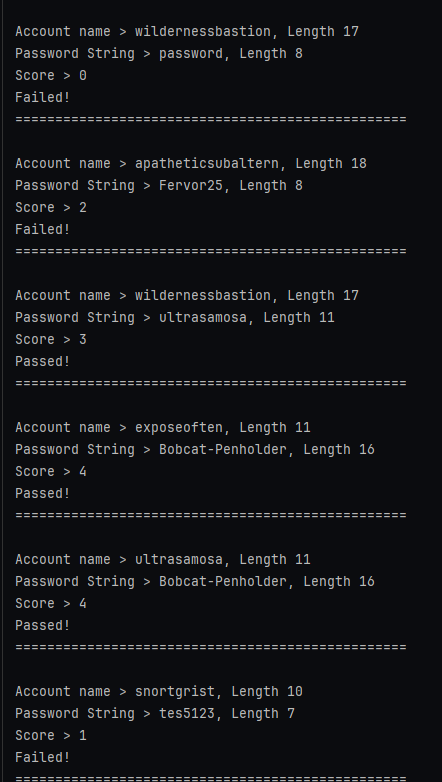 Account name > wildernessbastion, Length 17
Password String > password, Length 8
Score > 0
Failed!
=================================================
Account name > apatheticsubaltern, Length 18
Password String > Fervor25, Length 8
Score > 2
Failed!
=================================================
Account name > wildernessbastion, Length 17
Password String > ultrasamosa, Length 11
Score > 3
Passed!
=================================================
Account name > exposeoften, Length 11
Password String > Bobcat-Penholder, Length 16
Score > 4
Passed!
=================================================
Account name > ultrasamosa, Length 11
Password String > Bobcat-Penholder, Length 16
Score > 4
Passed!
=================================================
Account name > snortgrist, Length 10
Password String > tes5123, Length 7
Score > 1
Failed!
=================================================